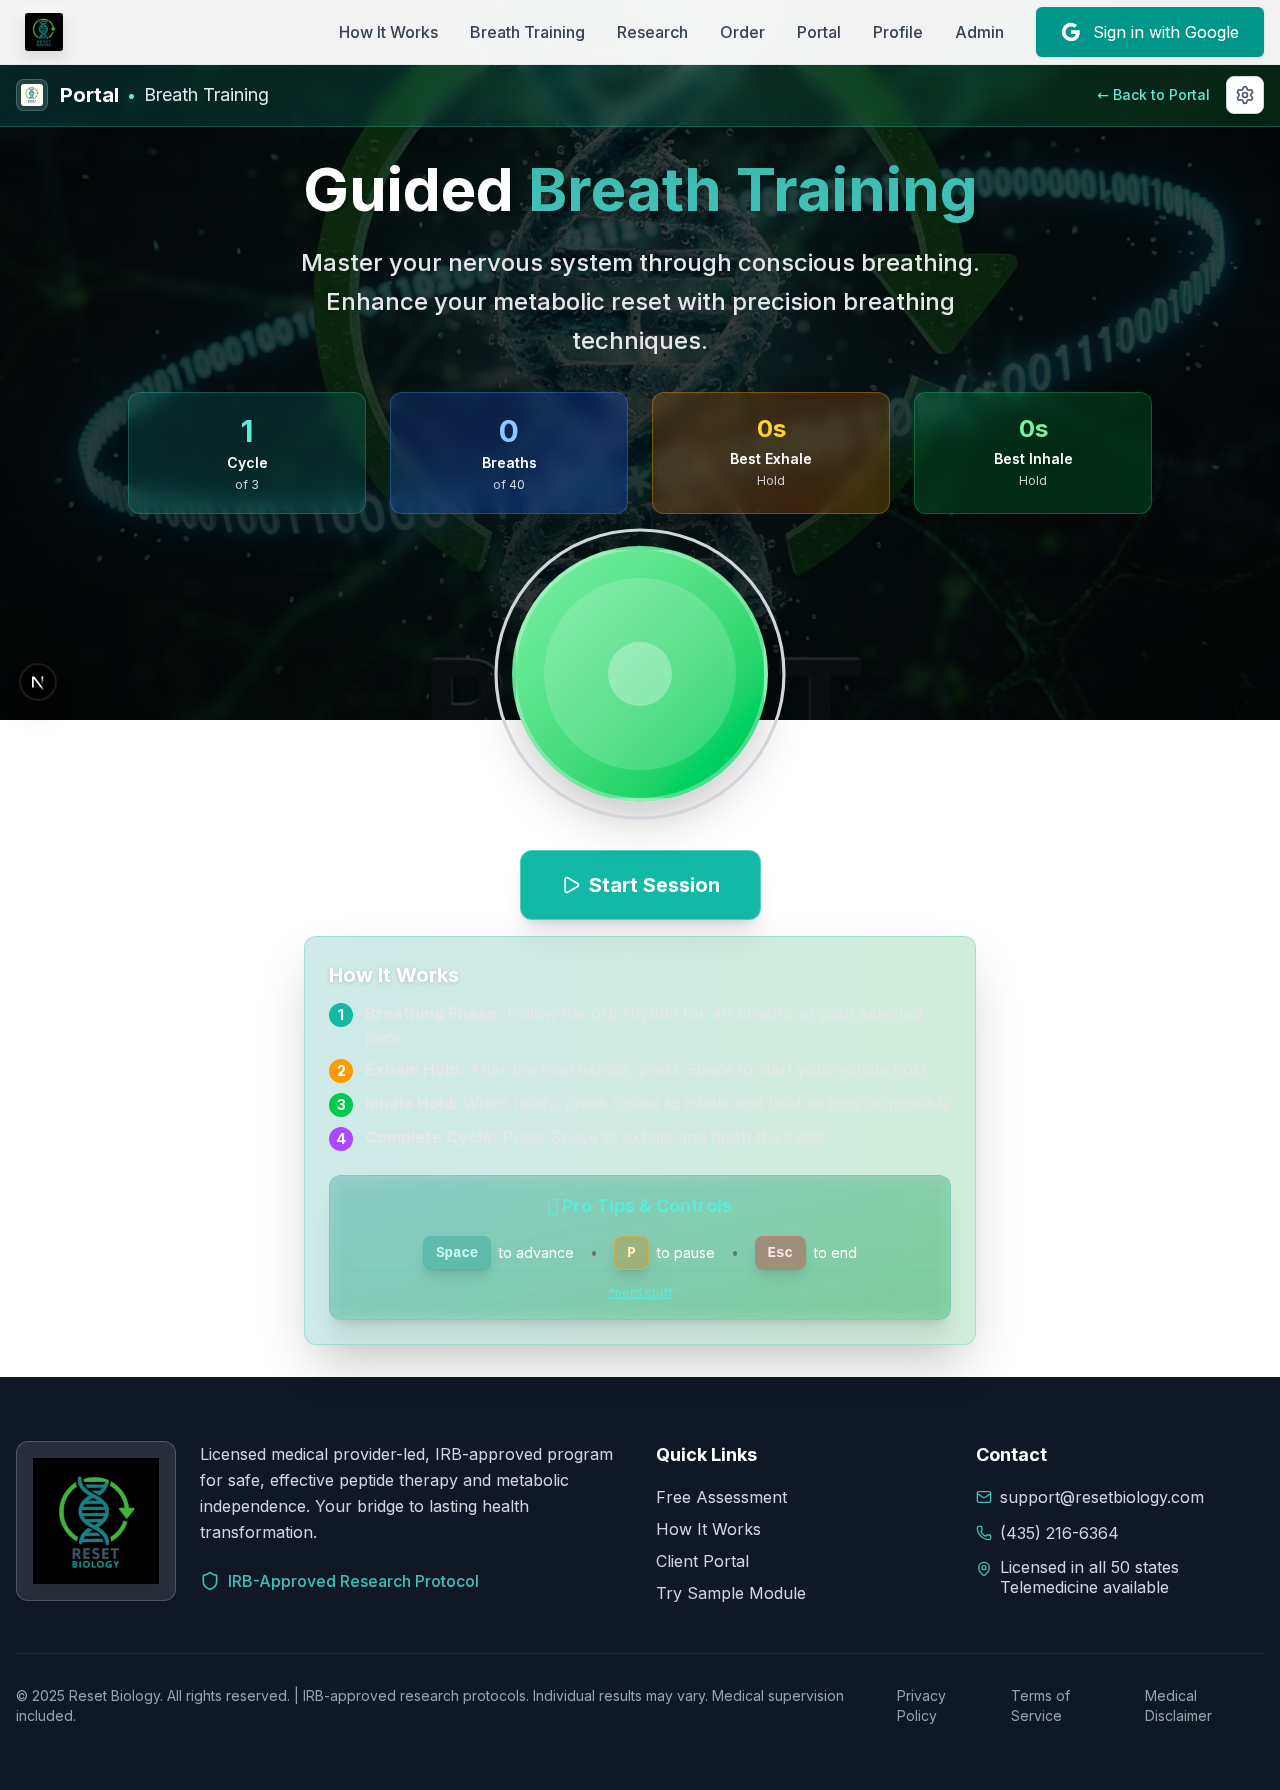 How It Works
Breath Training
Research
Order
Portal
Profile
Admin
Sign in with Google
Portal • Breath Training
← Back to Portal
Guided Breath Training
Master your nervous system through conscious breathing.
Enhance your metabolic reset with precision breathing
techniques.
1
Cycle
of 3
0
Breaths
of 40
0s
Best Exhale
Hold
0s
Best Inhale
Hold
N
Start Session
How It Works
1 Breathing Phase: Follow the orb rhythm for 40 breaths at your selected
pace
2 Exhale Hold: After the final exhale, press Space to start your exhale hold
3 Inhale Hold: When ready, press Space to inhale and hold as long as possible
4 Complete Cycle: Press Space to exhale and finish the cycle
Pro Tips & Controls
Space to advance • P to pause • Esc to end
*nerd stuff
RESET
BIOLOGY
Licensed medical provider-led, IRB-approved program
for safe, effective peptide therapy and metabolic
independence. Your bridge to lasting health
transformation.
IRB-Approved Research Protocol
Quick Links
Free Assessment
How It Works
Client Portal
Try Sample Module
Contact
support@resetbiology.com
(435) 216-6364
Licensed in all 50 states
Telemedicine available
© 2025 Reset Biology. All rights reserved. | IRB-approved research protocols. Individual results may vary. Medical supervision
included.
Privacy
Policy
Terms of
Service
Medical
Disclaimer